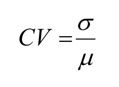 CV = σ/μ